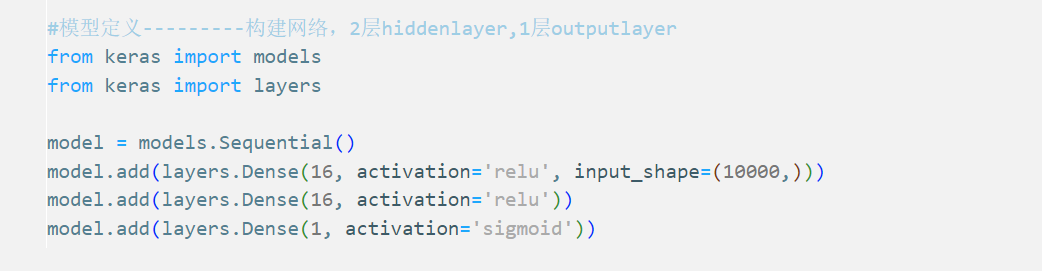 #模型定义---------构建网络，2层hiddenlayer,1层outputlayer
from keras import models
from keras import layers
model = models.Sequential()
model.add(layers.Dense(16, activation='relu', input_shape=(10000,)))
model.add(layers.Dense(16, activation='relu'))
model.add(layers.Dense(1, activation='sigmoid'))